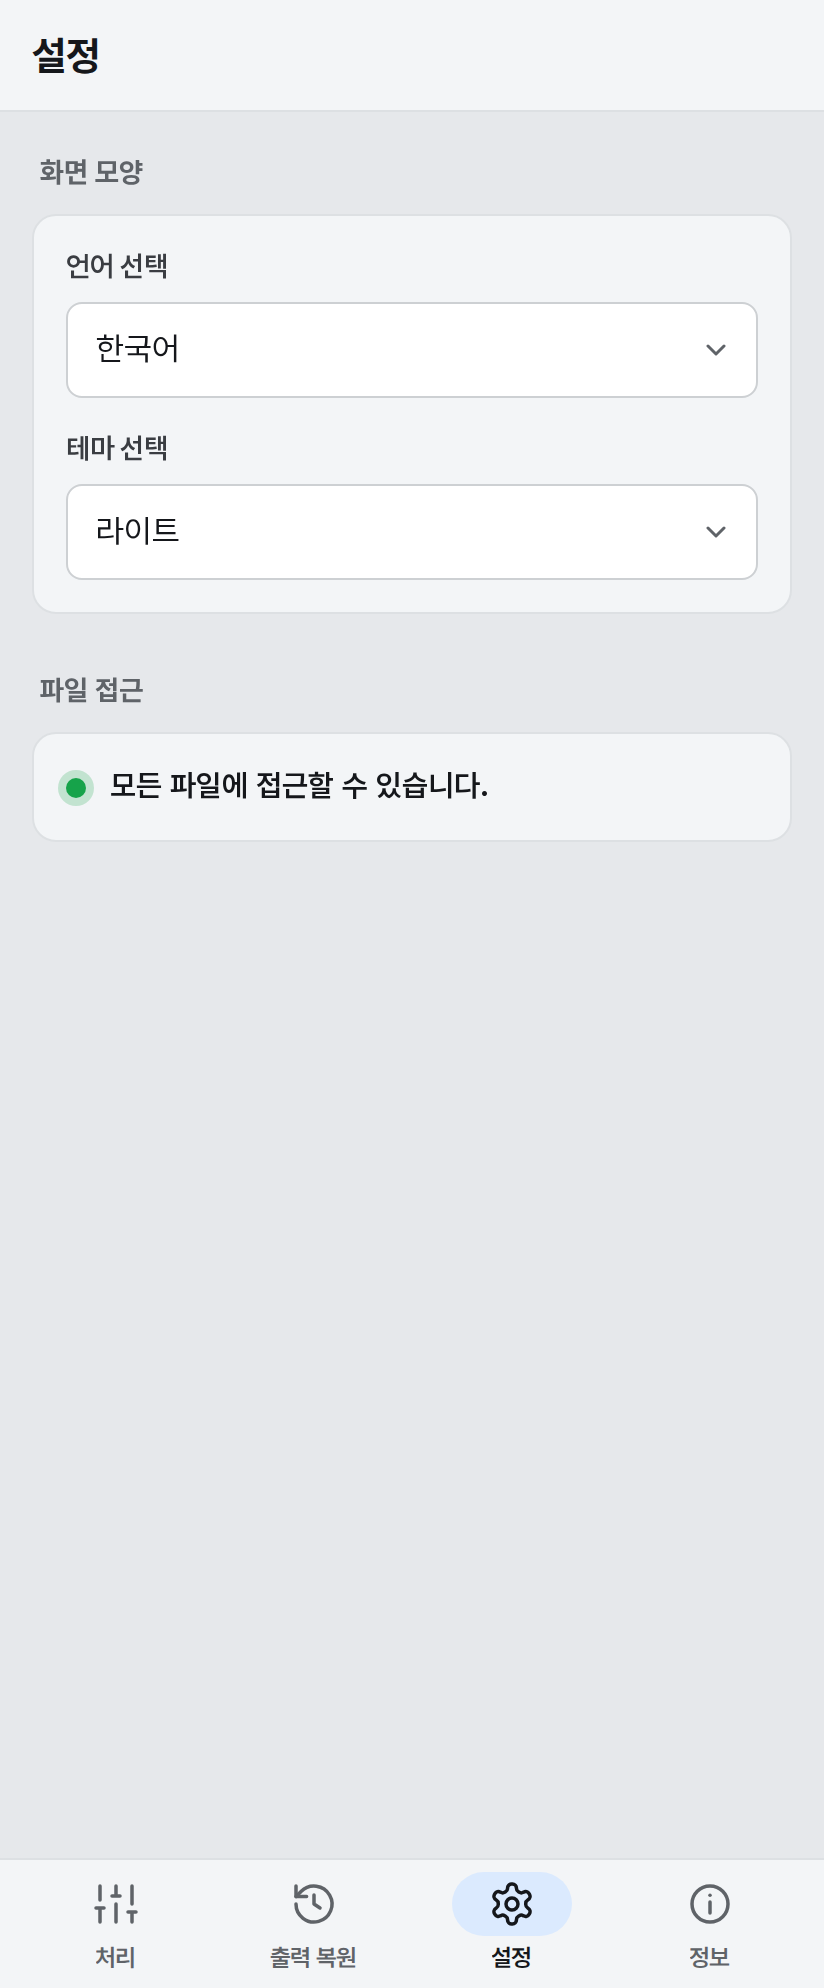 설정
화면 모양
언어 선택
한국어
테마 선택
라이트
파일 접근
모든 파일에 접근할 수 있습니다.
처리
출력 복원
설정
정보